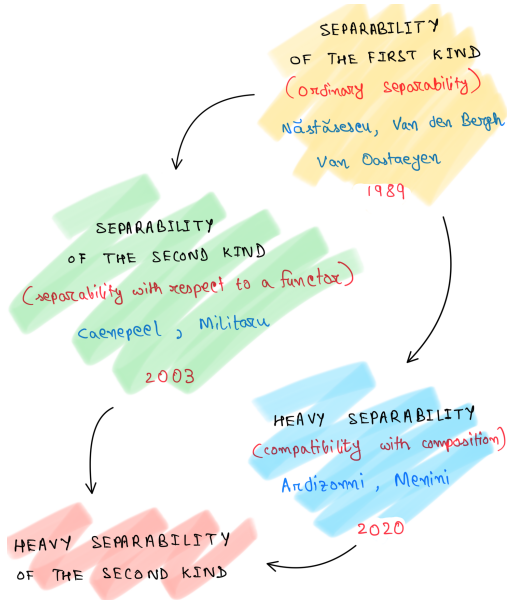 SEPARABILITY
OF THE FIRST KIND
(ordinary separability)
Năstăsescu, Van den Bergh
Van Oastaeyen
1989
SEPARABILITY
OF THE SECOND KIND
(separability with respect to a functor)
Caenepeel, Militaru
2003
HEAVY SEPARABILITY
(compatibility with composition)
Ardizonni, Menini
2020
HEAVY SEPARABILITY
OF THE SECOND KIND